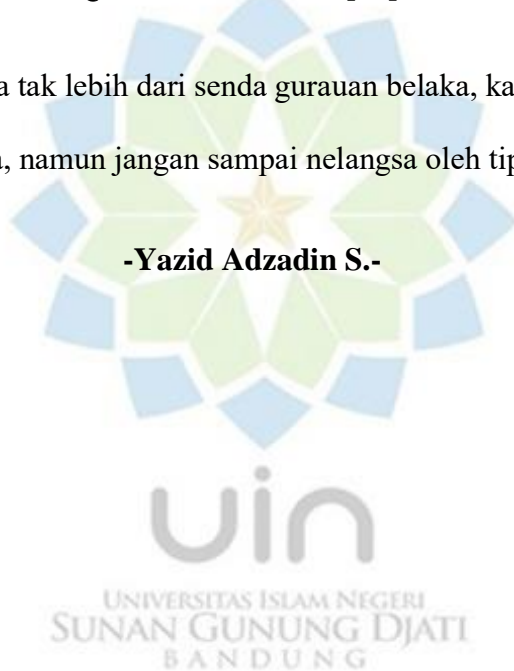 a tak lebih dari senda gurauan belaka, ka
, namun jangan sampai nelangsa oleh tip
-Yazid Adzadin S.-
uin
UNIVERSITAS ISLAM NEGERI
SUNAN GUNUNG DJATI
BANDUNG